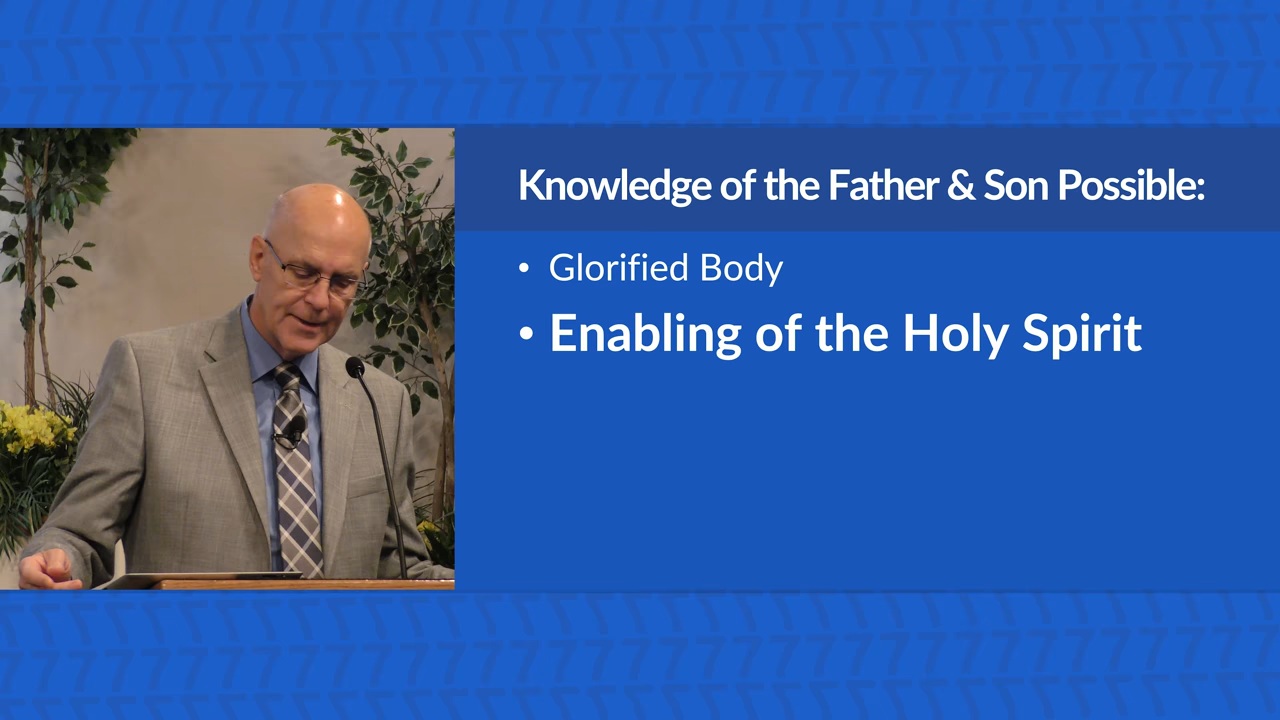 Knowledge of the Father & Son Possible:
• Glorified Body
• Enabling of the Holy Spirit